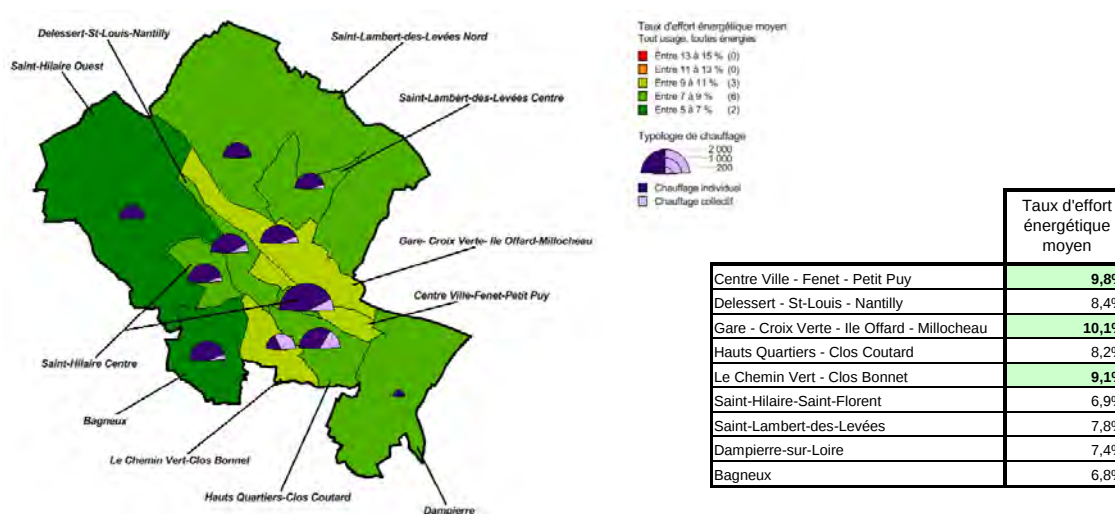 Delessert-St-Louis-Nantilly
Saint-Lambert-des-Levées Nord
Saint-Hilaire Ouest
Saint-Lambert-des-Levées Centre
Gare- Croix Verte- Ile Offard-Millocheau
Centre Ville-Fenet-Petit Puy
Saint-Hilaire Centre
Bagneux
Le Chemin Vert-Clos Bonnet
Hauts Quartiers-Clos Coutard
Dampierre
Taux d'effort énergétique moyen
Tout usage, toutes énergies
Entre 13 à 15 % (0)
Entre 11 à 13 % (0)
Entre 9 à 11 % (3)
Entre 7 à 9 % (6)
Entre 5 à 7 % (2)
Typologie de chauffage
2 000
1 000
200
Chauffage individuel
Chauffage collectif
Taux d'effort
énergétique
moyen
Centre Ville - Fenet - Petit Puy 9,8%
Delessert - St-Louis - Nantilly 8,4%
Gare - Croix Verte - Ile Offard - Millocheau 10,1%
Hauts Quartiers - Clos Coutard 8,2%
Le Chemin Vert - Clos Bonnet 9,1%
Saint-Hilaire-Saint-Florent 6,9%
Saint-Lambert-des-Levées 7,8%
Dampierre-sur-Loire 7,4%
Bagneux 6,8%